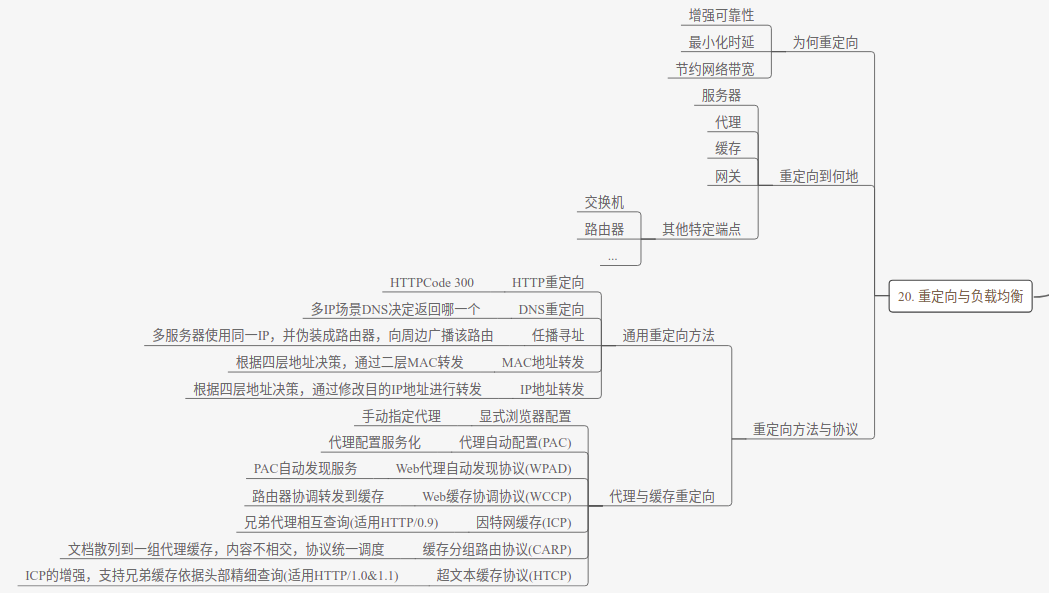 20. 重定向与负载均衡
为何重定向
增强可靠性
最小化时延
节约网络带宽
重定向到何地
服务器
代理
缓存
网关
其他特定端点
交换机
路由器
...
重定向方法与协议
通用重定向方法
HTTP重定向
HTTPCode 300
DNS重定向
多IP场景DNS决定返回哪一个
任播寻址
多服务器使用同一IP，并伪装成路由器，向周边广播该路由
MAC地址转发
根据四层地址决策，通过二层MAC转发
IP地址转发
根据四层地址决策，通过修改目的IP地址进行转发
代理与缓存重定向
显式浏览器配置
手动指定代理
代理自动配置(PAC)
代理配置服务化
Web代理自动发现协议(WPAD)
PAC自动发现服务
Web缓存协调协议(WCCP)
路由器协调转发到缓存
因特网缓存(ICP)
兄弟代理相互查询(适用HTTP/0.9)
缓存分组路由协议(CARP)
文档散列到一组代理缓存，内容不相交，协议统一调度
超文本缓存协议(HTCP)
ICP的增强，支持兄弟缓存依据头部精细查询(适用HTTP/1.0&1.1)